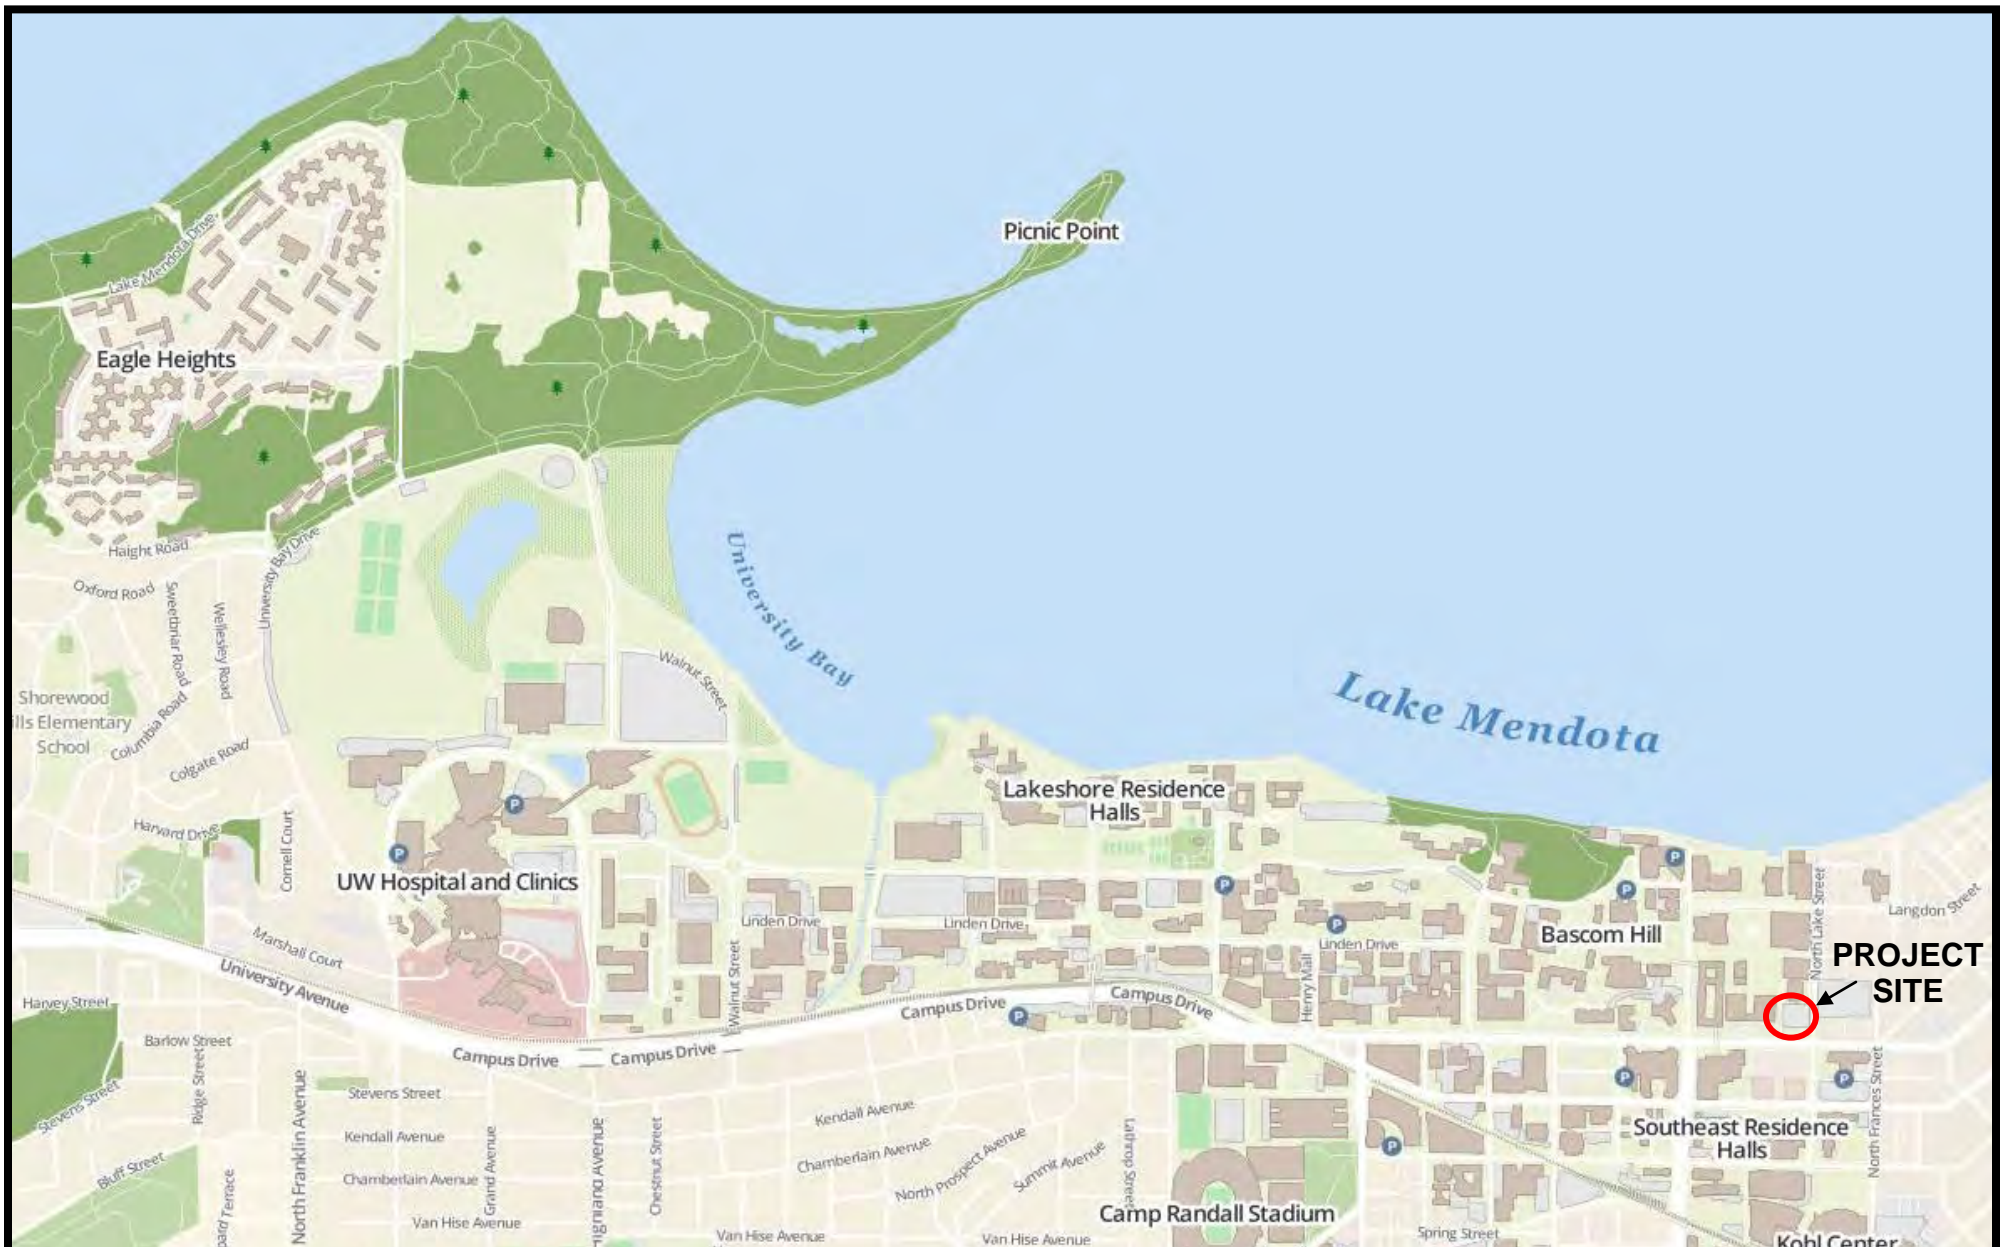 Picnic Point
Lake Mendota Drive
Eagle Heights
University Bay
Haight Road
University Bay Drive
Oxford Road
Sweetbriar Road
Wellesley Road
Walnut Street
Lake Mendota
Shorewood
ills Elementary
School
Columbia Road
Colgate Road
Lakeshore Residence
Halls
P
Harvard Drive
Cornell Court
P
P
P
UW Hospital and Clinics
P
P
North Lake Street
Langdon Street
Linden Drive
Linden Drive
P
Linden Drive
Bascom Hill
Marshall Court
PROJECT
SITE
University Avenue
Walnut Street
Henry Mall
Harvey Street
Campus Drive
Campus Drive
P
Barlow Street
Campus Drive
Campus Drive
Ridge Street
North Franklin Avenue
Stevens Street
Stevens Street
P
P
North Frances Street
Kendall Avenue
Kendall Avenue
Grand Avenue
Chestnut Street
Southeast Residence
Halls
P
Chamberlain Avenue
North Prospect Avenue
Summit Avenue
Bluff Street
Chamberlain Avenue
Camp Randall Stadium
Van Hise Avenue
Van Hise Avenue
Van Hise Avenue
Spring Street
Kohl Center